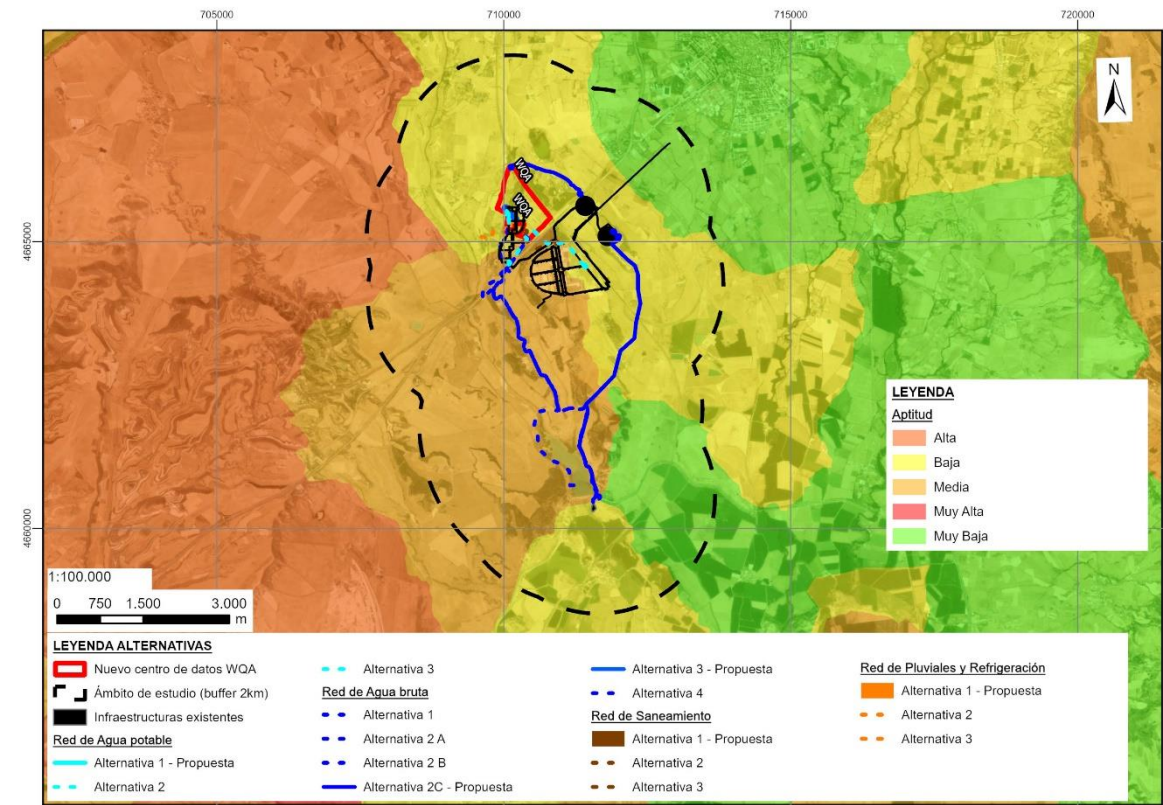 705000
710000
715000
720000
N
WQA
WQA
4665000
4660000
LEYENDA
Aptitud
Alta
Baja
Media
Muy Alta
Muy Baja
1:100.000
0 750 1.500 3.000
m
LEYENDA ALTERNATIVAS
Nuevo centro de datos WQA
Ámbito de estudio (buffer 2km)
Infraestructuras existentes
Red de Agua potable
Alternativa 1 - Propuesta
Alternativa 2
Alternativa 3
Red de Agua bruta
Alternativa 1
Alternativa 2 A
Alternativa 2 B
Alternativa 2C - Propuesta
Alternativa 3 - Propuesta
Alternativa 4
Red de Saneamiento
Alternativa 1 - Propuesta
Alternativa 2
Alternativa 3
Red de Pluviales y Refrigeración
Alternativa 1 - Propuesta
Alternativa 2
Alternativa 3